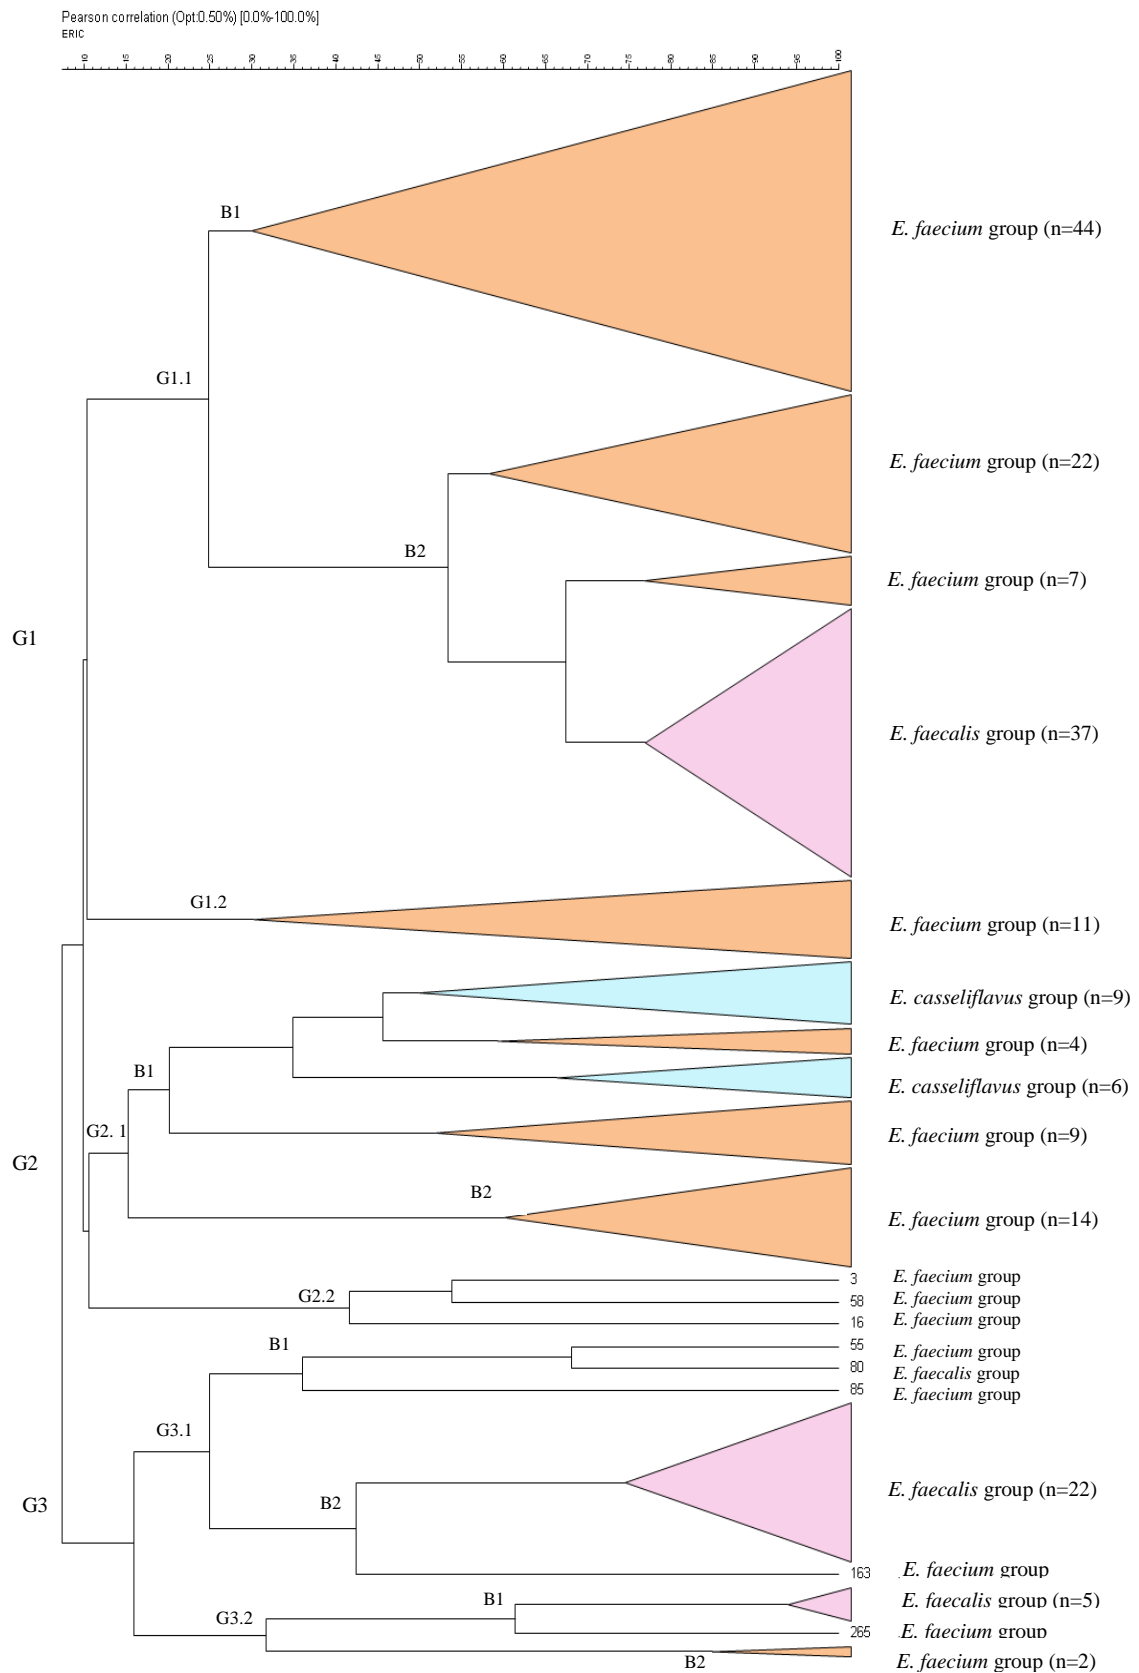 Pearson correlation (Opt:0.50%) [0.0%-100.0%]
ERIC
10 15 20 25 30 35 40 45 50 55 60 65 70 75 80 85 90 95 100
B1
E. faecium group (n=44)
G1.1
E. faecium group (n=22)
B2
E. faecium group (n=7)
G1
E. faecalis group (n=37)
G1.2
E. faecium group (n=11)
E. casseliflavus group (n=9)
E. faecium group (n=4)
B1
E. casseliflavus group (n=6)
G2. 1
E. faecium group (n=9)
G2
B2
E. faecium group (n=14)
3 E. faecium group
G2.2
58 E. faecium group
16 E. faecium group
B1
55 E. faecium group
80 E. faecalis group
85 E. faecium group
G3.1
E. faecalis group (n=22)
G3
B2
163 E. faecium group
B1
E. faecalis group (n=5)
G3.2
265 E. faecium group
B2
E. faecium group (n=2)